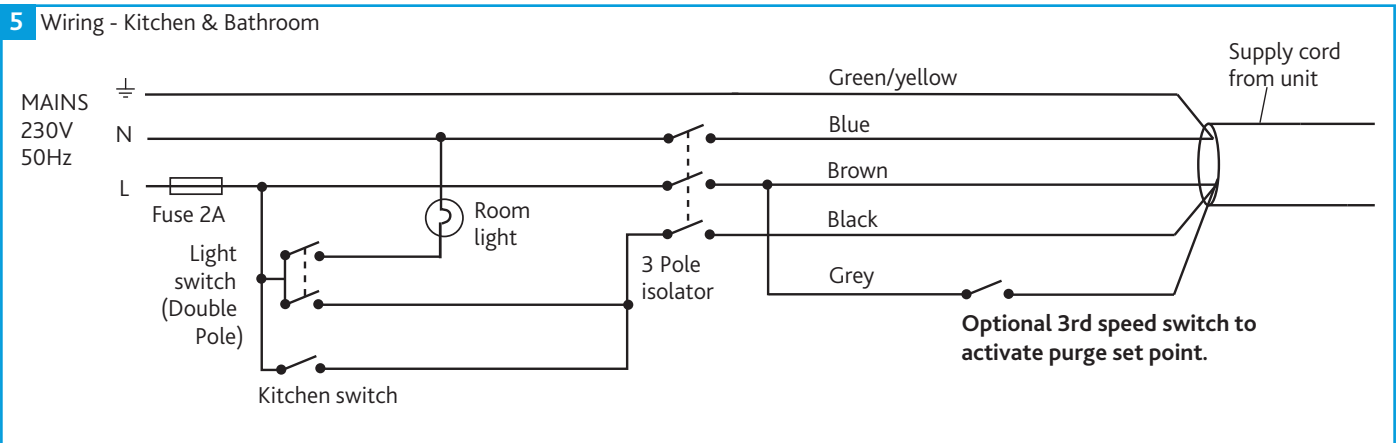 5 Wiring - Kitchen & Bathroom
Supply cord
from unit
MAINS
230V
50Hz
N
L
Fuse 2A
Light
switch
(Double
Pole)
Kitchen switch
Room
light
3 Pole
isolator
Green/yellow
Blue
Brown
Black
Grey
Optional 3rd speed switch to
activate purge set point.